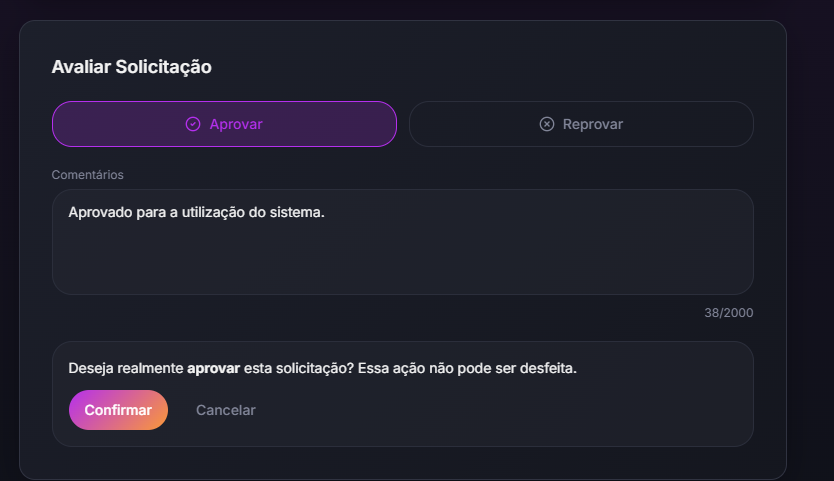 Avaliar Solicitação
Aprovar
Reprovar
Comentários
Aprovado para a utilização do sistema.
38/2000
Deseja realmente aprovar esta solicitação? Essa ação não pode ser desfeita.
Confirmar
Cancelar